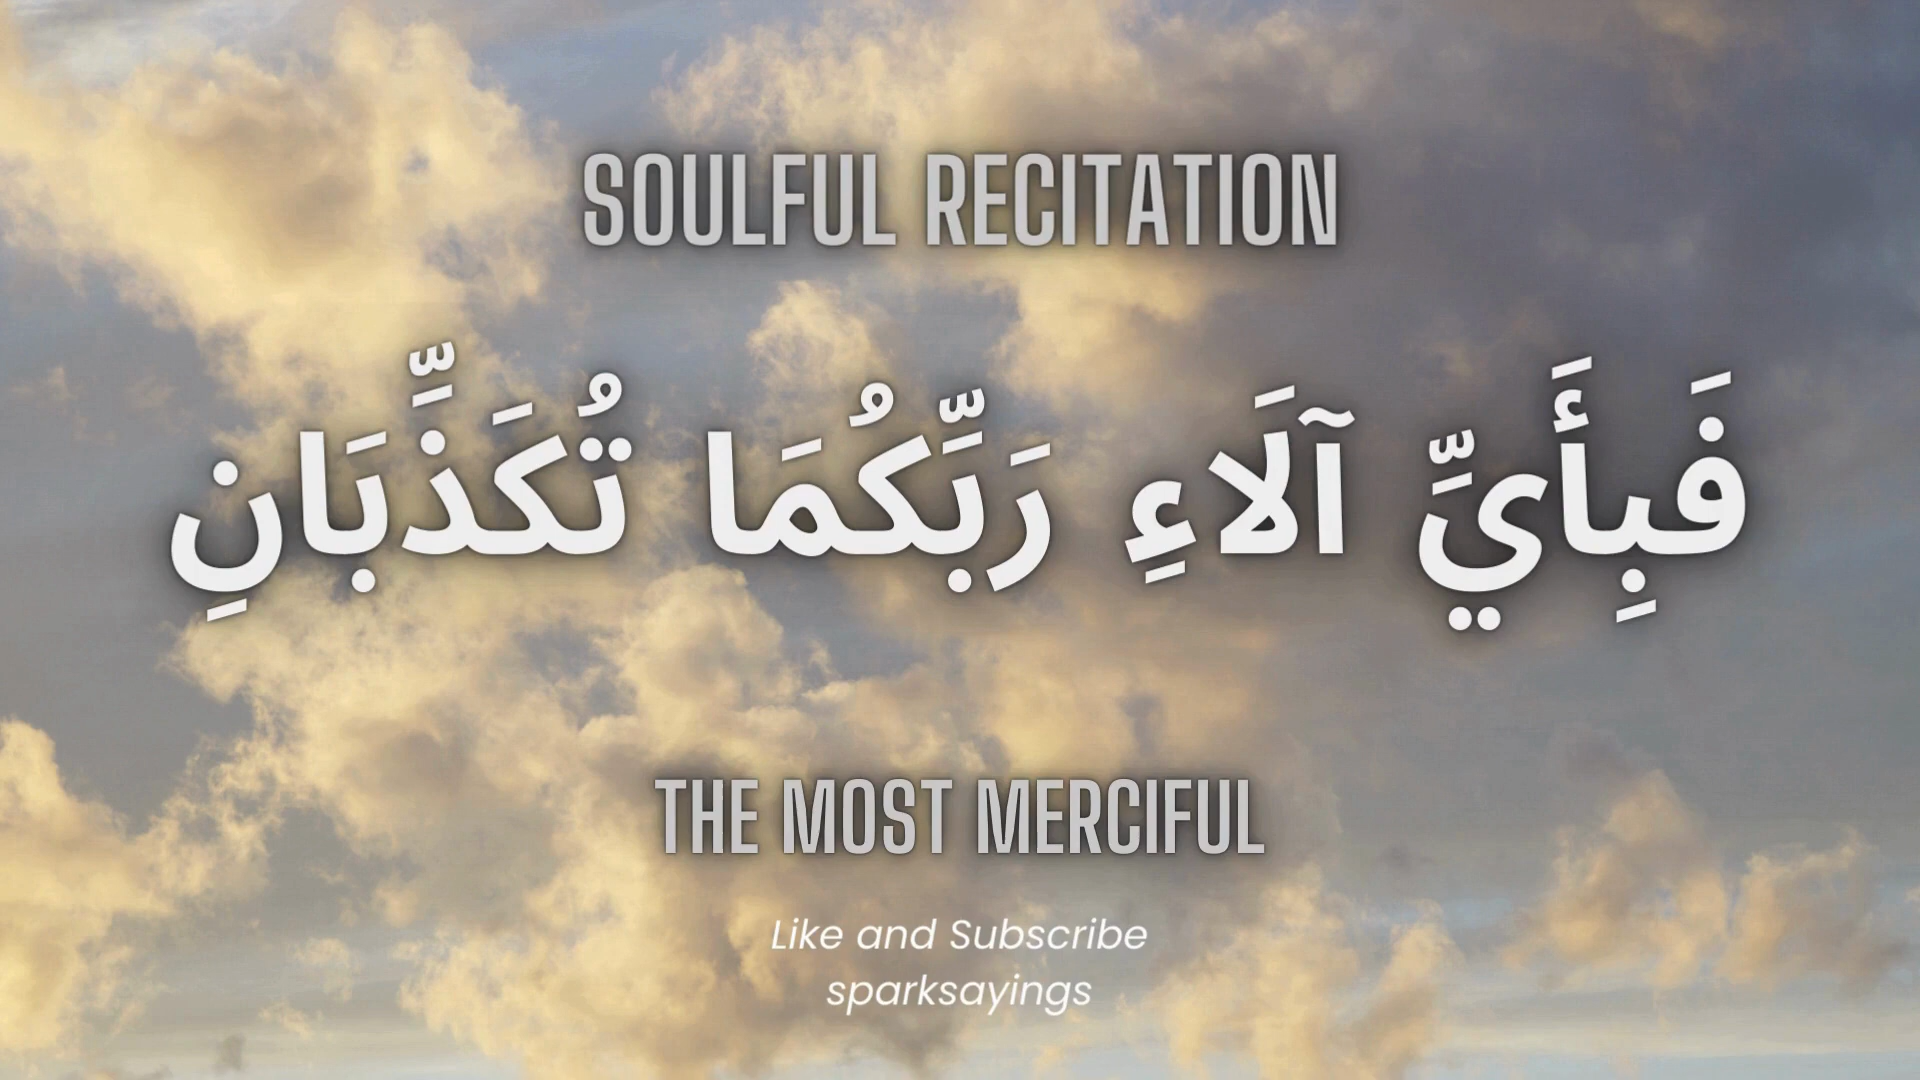 SOULFUL RECITATION
فَبِأَيِّ آلَاءِ رَبِّكُمَا تُكَذِّبَانِ
THE MOST MERCIFUL
Like and Subscribe
sparksayings